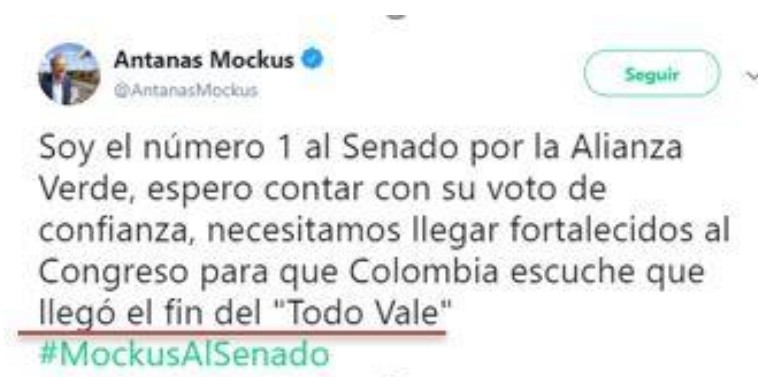 Antanas Mockus
@AntanasMockus
Seguir
Soy el número 1 al Senado por la Alianza
Verde, espero contar con su voto de
confianza, necesitamos llegar fortalecidos al
Congreso para que Colombia escuche que
llegó el fin del "Todo Vale"
#MockusAlSenado